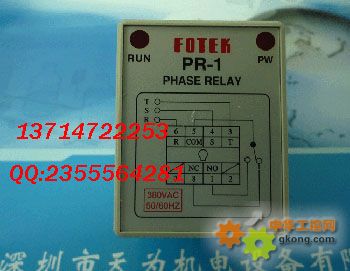 FOTEK
RUN
PW
PR-1
PHASE RELAY
T
S
R
6 5 4 3
R COM S T
NC NO
8 1 2
380VAC
50/60HZ
13714722253
QQ:2355564281
中华工控网
gkong.com
深圳市天为机电设备有限